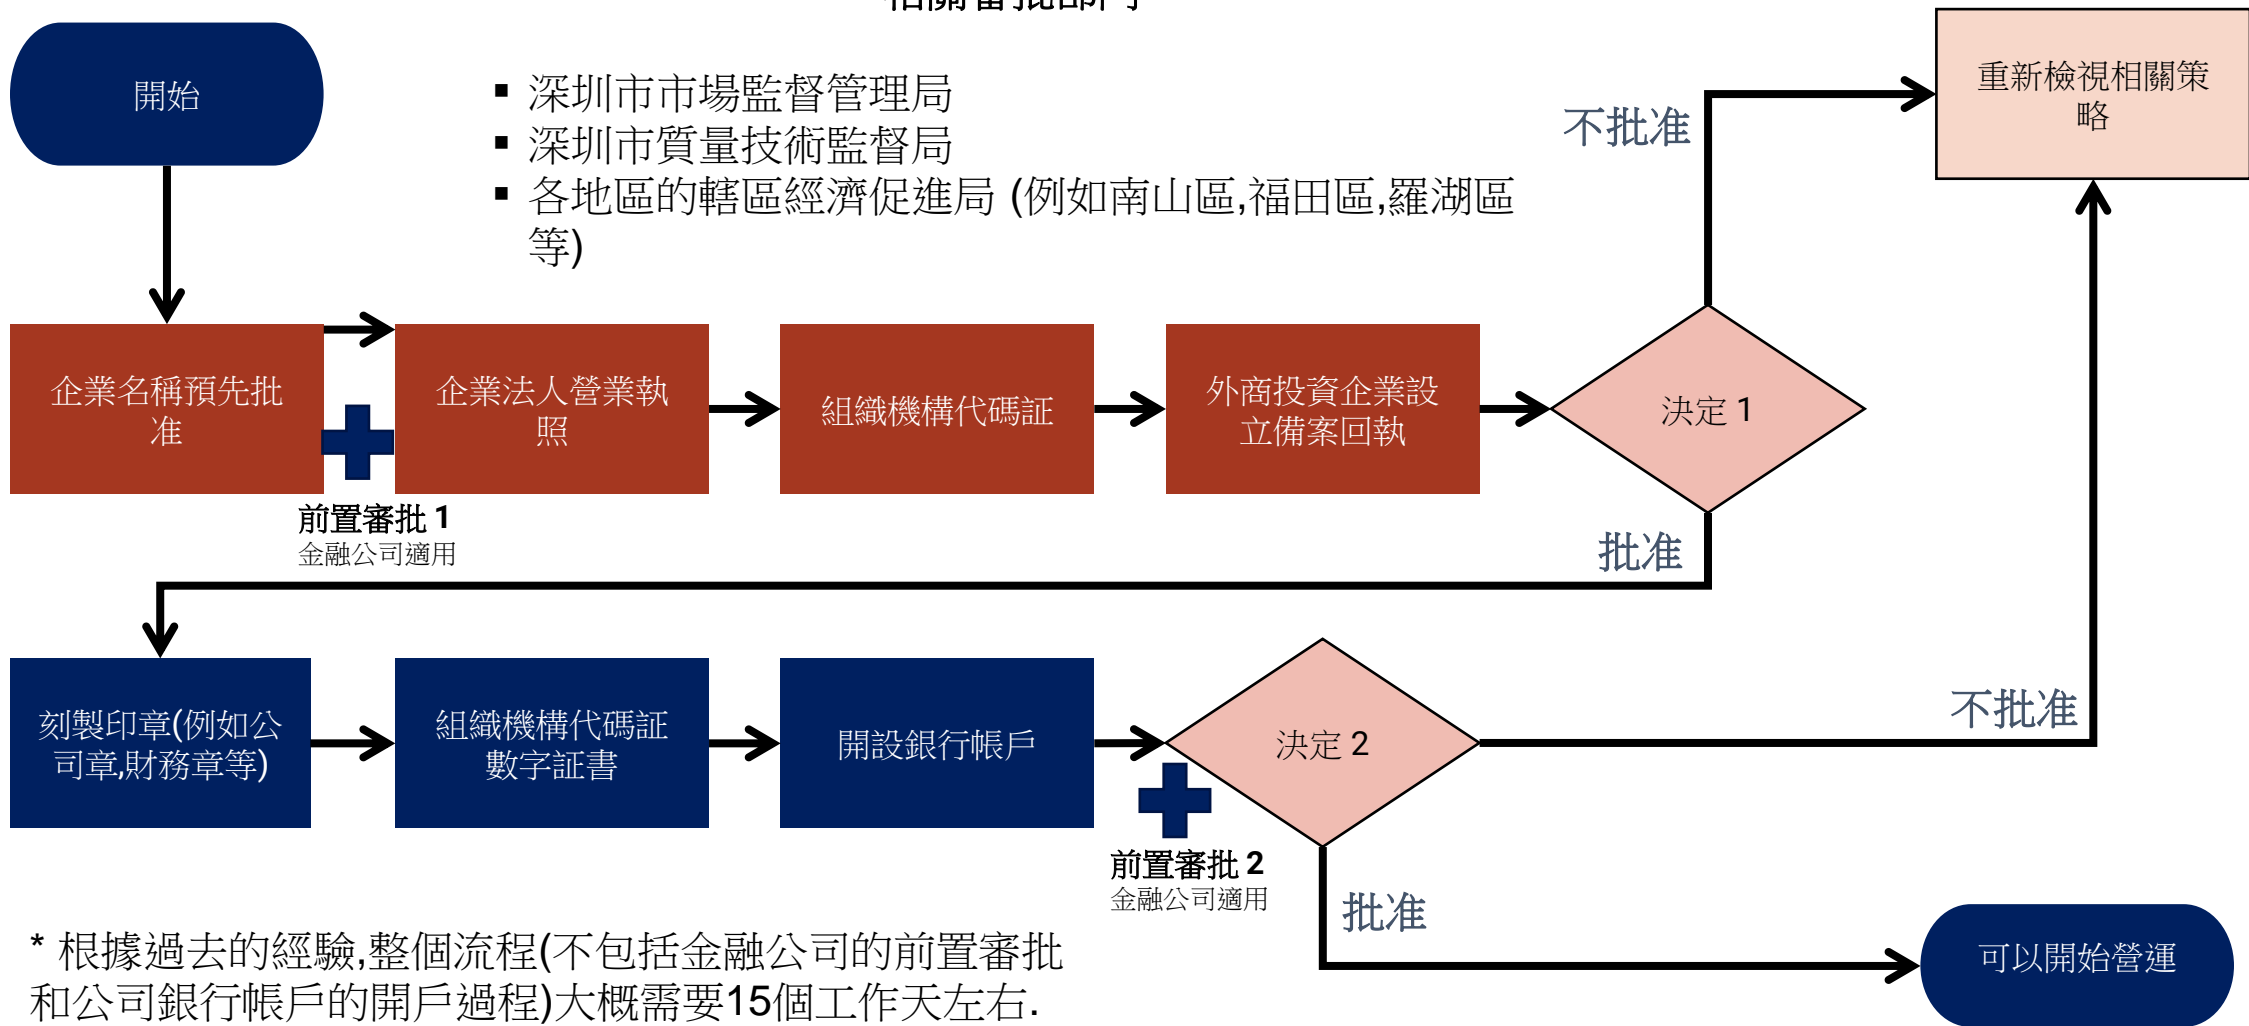 相關審批部門
開始
▪ 深圳市市場監督管理局
▪ 深圳市質量技術監督局
▪ 各地區的轄區經濟促進局 (例如南山區,福田區,羅湖區
等)
不批准
重新檢視相關策
略
企業名稱預先批
准
企業法人營業執
照
組織機構代碼証
外商投資企業設
立備案回執
決定 1
前置審批 1
金融公司適用
批准
刻製印章(例如公
司章,財務章等)
組織機構代碼証
數字証書
開設銀行帳戶
決定 2
不批准
前置審批 2
金融公司適用
批准
可以開始營運
* 根據過去的經驗,整個流程(不包括金融公司的前置審批
和公司銀行帳戶的開戶過程)大概需要15個工作天左右.